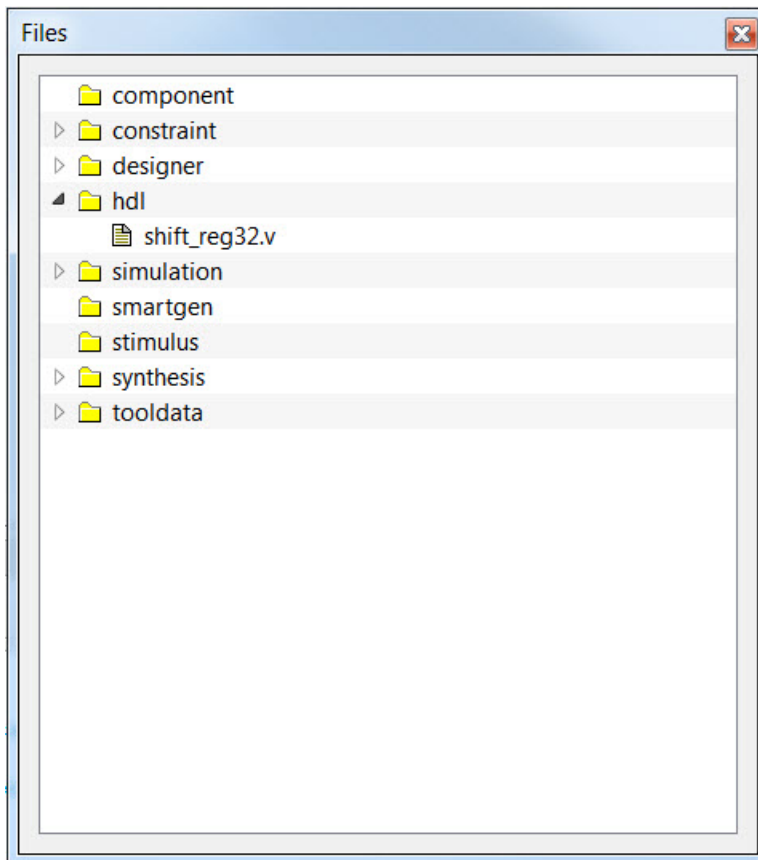 Files
component
constraint
designer
hdl
shift_reg32.v
simulation
smartgen
stimulus
synthesis
tooldata